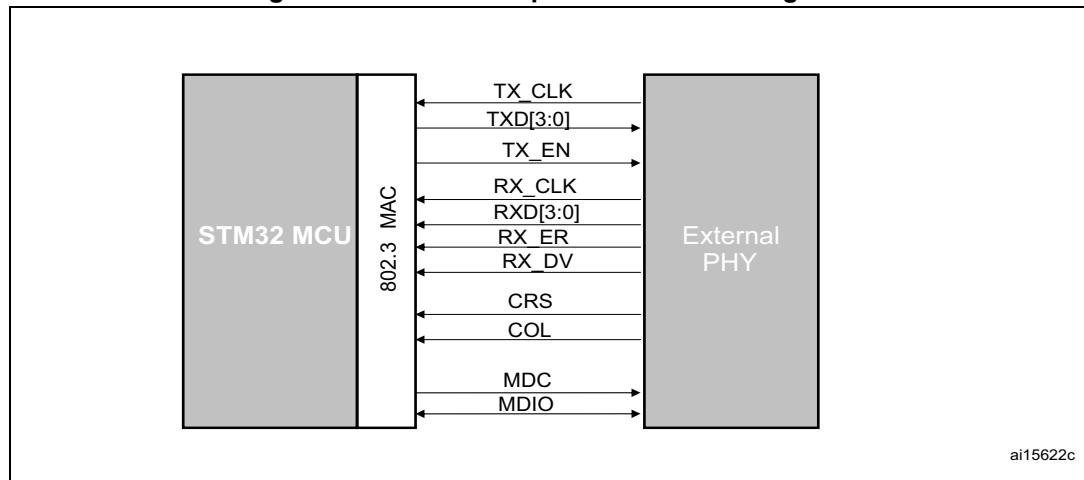 TX_CLK
TXD[3:0]
TX_EN
RX_CLK
RXD[3:0]
RX_ER
RX_DV
CRS
COL
MDC
MDIO
STM32 MCU
802.3 MAC
External
PHY
ai15622c